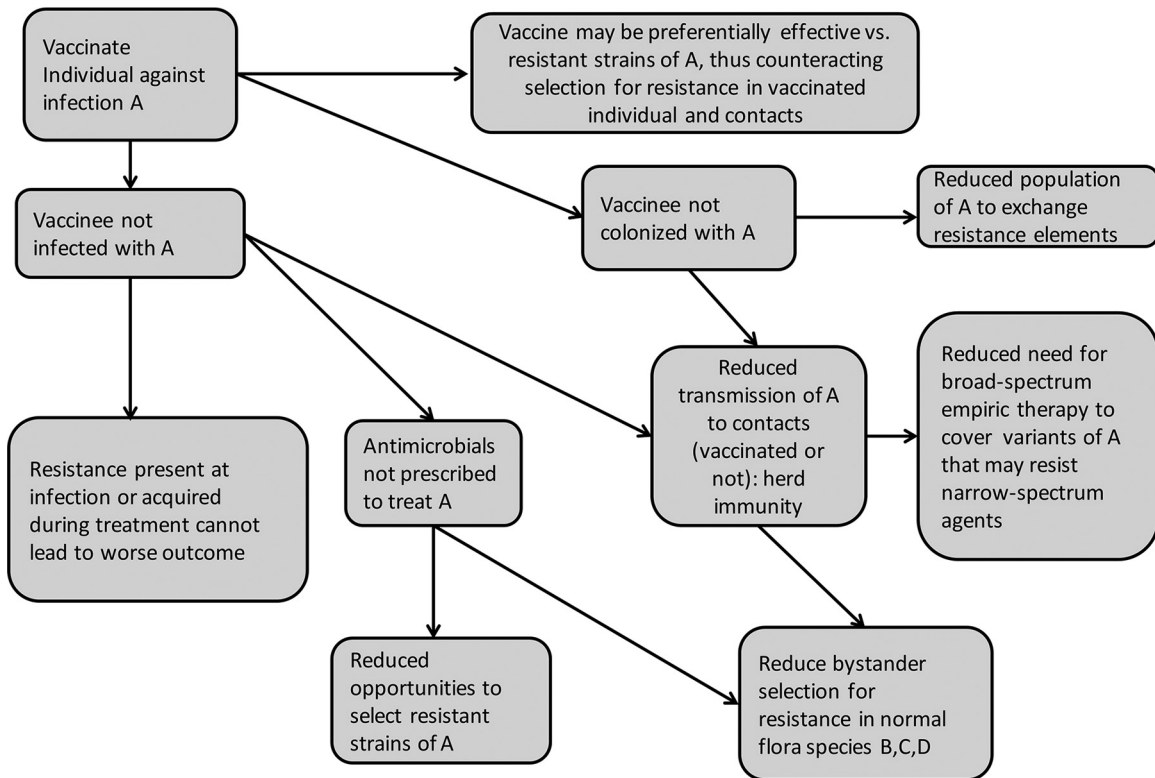 Vaccinate
Individual against
infection A
Vaccine may be preferentially effective vs.
resistant strains of A, thus counteracting
selection for resistance in vaccinated
individual and contacts
Vaccinee not
infected with A
Vaccinee not
colonized with A
Reduced population
of A to exchange
resistance elements
Resistance present at
infection or acquired
during treatment cannot
lead to worse outcome
Antimicrobials
not prescribed
to treat A
Reduced
transmission of A
to contacts
(vaccinated or
not): herd
immunity
Reduced need for
broad-spectrum
empiric therapy to
cover variants of A
that may resist
narrow-spectrum
agents
Reduced
opportunities to
select resistant
strains of A
Reduce bystander
selection for
resistance in normal
flora species B,C,D